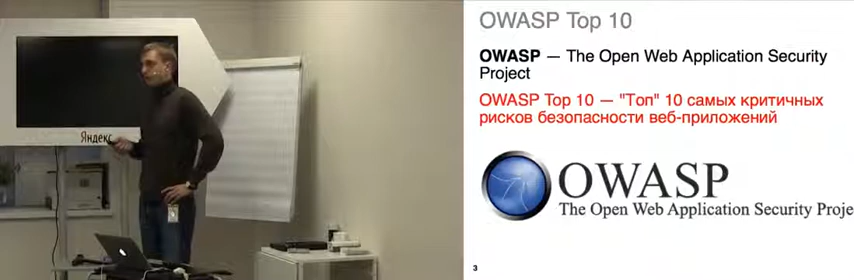 Яндекс
OWASP Top 10
OWASP — The Open Web Application Security
Project
OWASP Top 10 — "Топ" 10 самых критичных
рисков безопасности веб-приложений
OWASP
The Open Web Application Security Proje
3